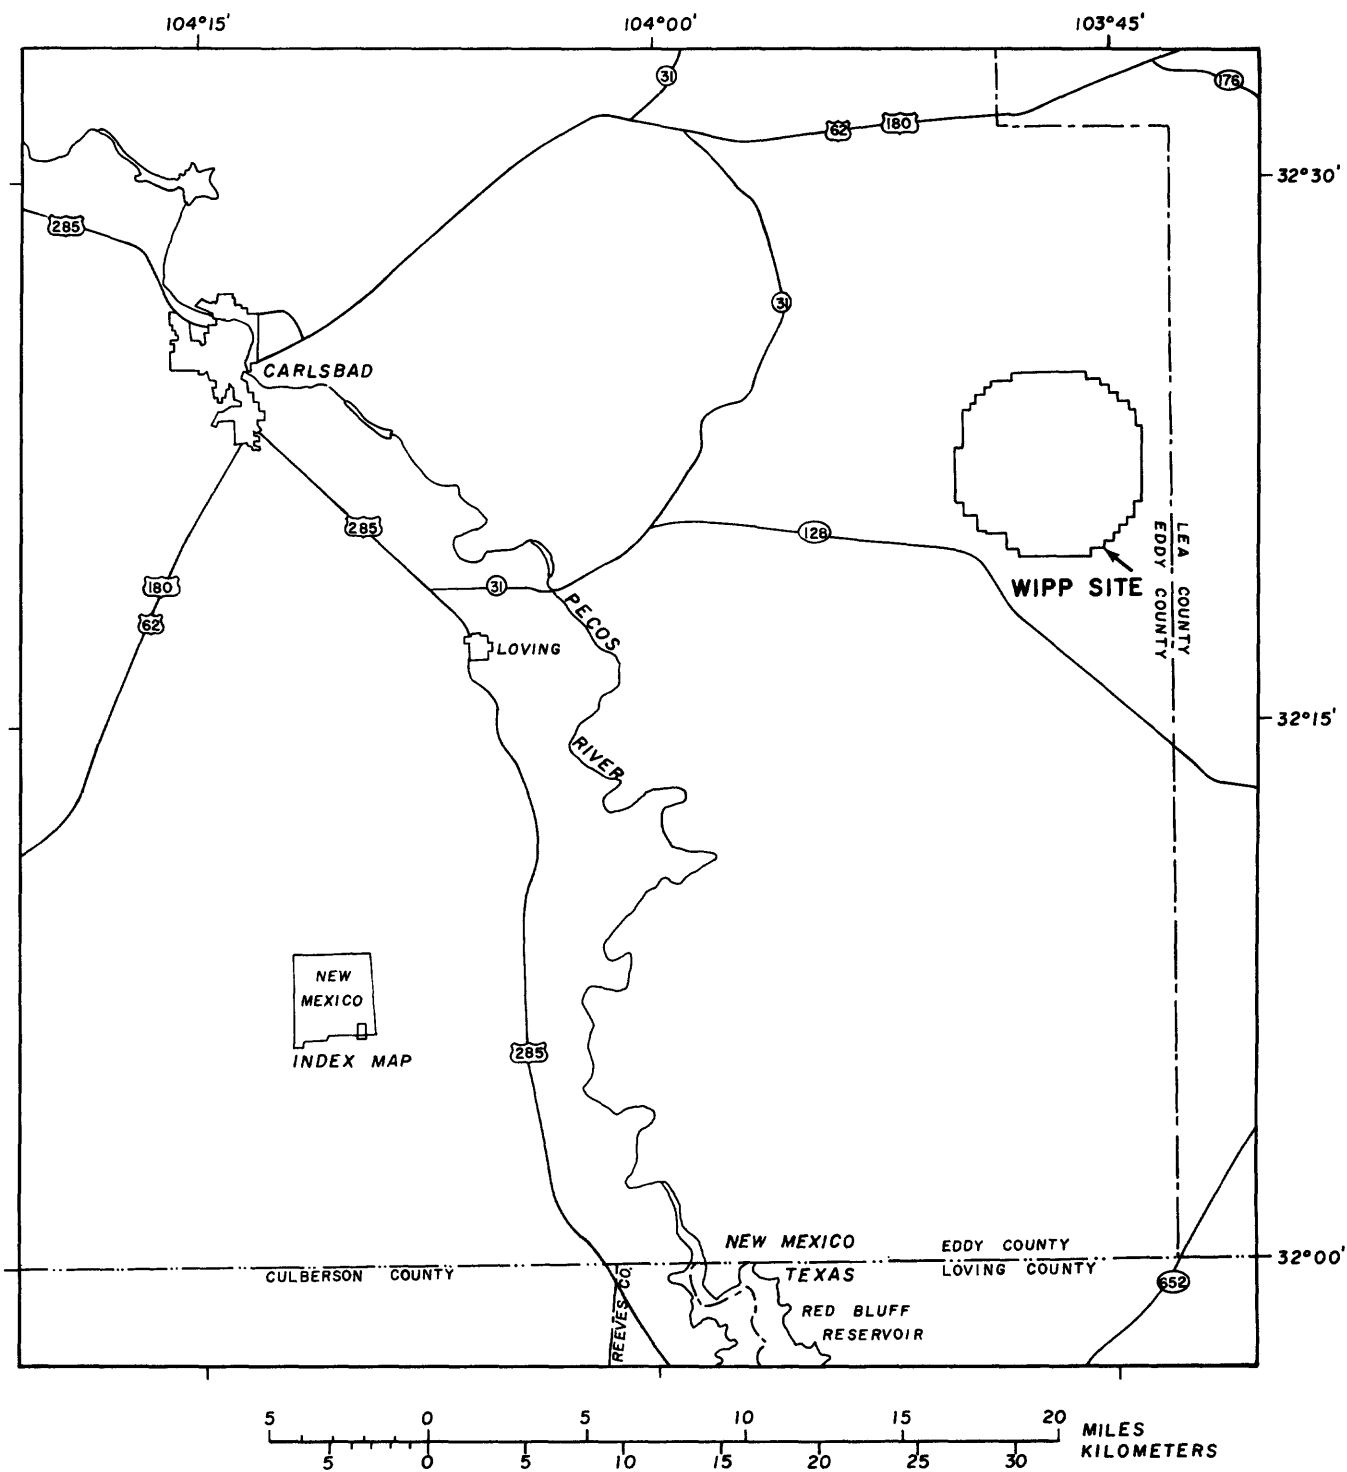 104°15'
104°00'
103°45'
31
176
62
180
32°30'
285
31
CARLSBAD
285
128
LEA COUNTY
EDDY COUNTY
WIPP SITE
180
31
62
PECOS
LOVING
32°15'
RIVER
NEW
MEXICO
INDEX MAP
285
NEW MEXICO
EDDY COUNTY
32°00'
CULBERSON COUNTY
TEXAS
LOVING COUNTY
652
REEVES CO.
RED BLUFF
RESERVOIR
5 0 5 10 15 20
MILES
KILOMETERS
5 0 5 10 15 20 25 30